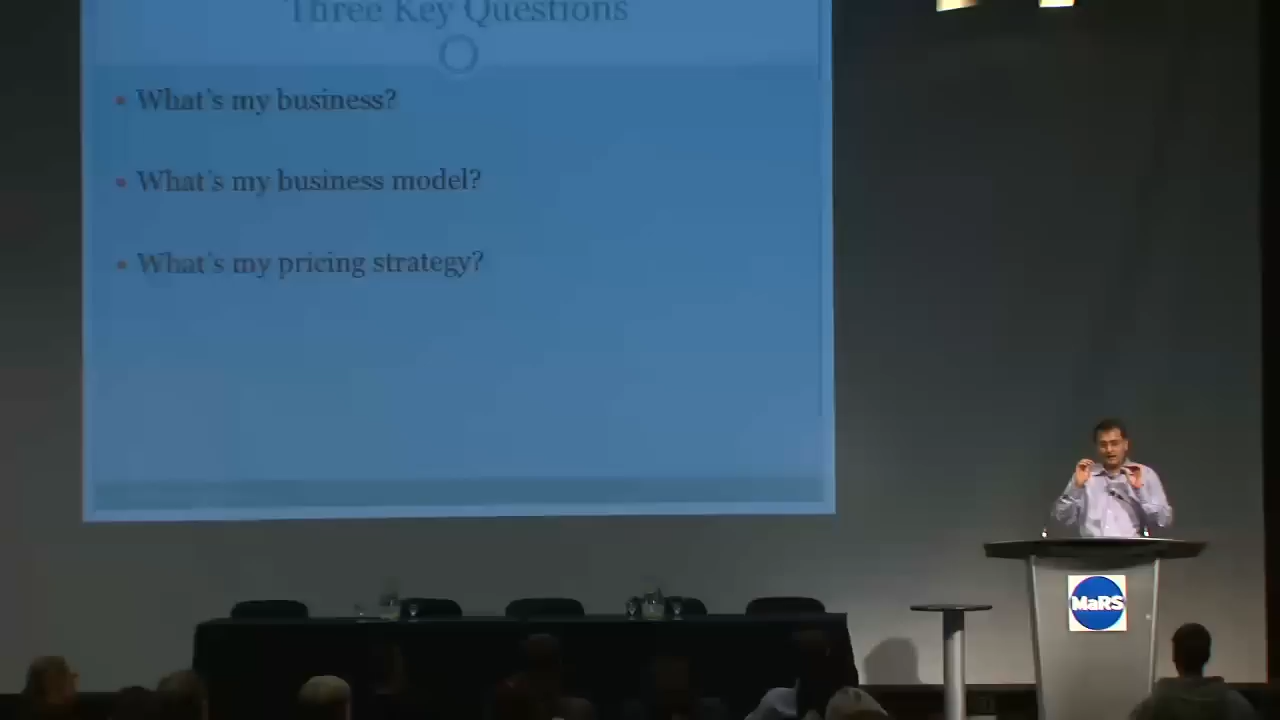 Three Key Questions
What's my business?
What's my business model?
What's my pricing strategy?
MaRS